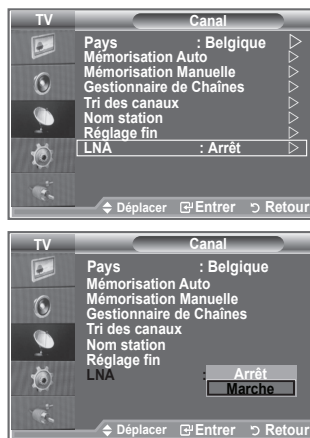 TV Canal
Pays : Belgique
Mémorisation Auto
Mémorisation Manuelle
Gestionnaire de Chaînes
Tri des canaux
Nom station
Réglage fin
LNA : Arrêt
Déplacer Entrer Retour
TV Canal
Pays : Belgique
Mémorisation Auto
Mémorisation Manuelle
Gestionnaire de Chaînes
Tri des canaux
Nom station
Réglage fin
LNA : Arrêt
Marche
Déplacer Entrer Retour